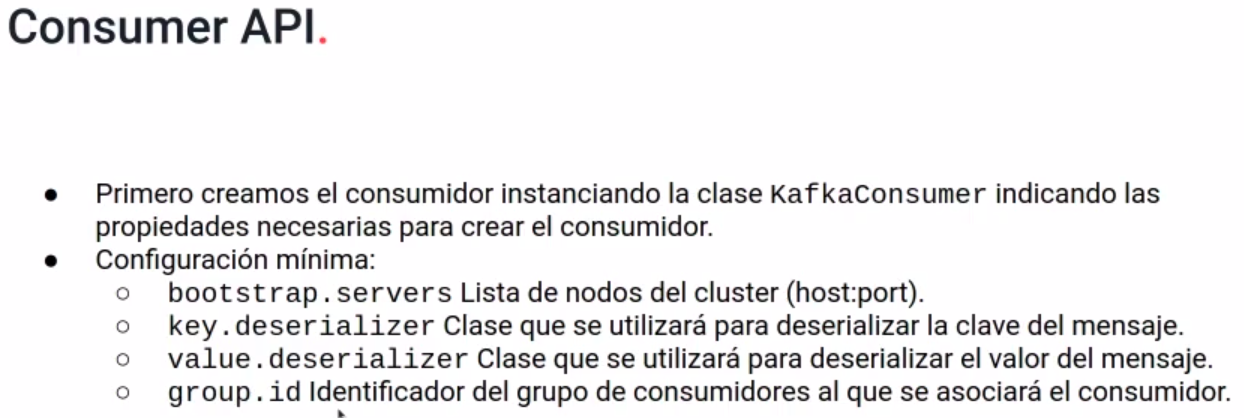 Consumer API.
● Primero creamos el consumidor instanciando la clase KafkaConsumer indicando las
propiedades necesarias para crear el consumidor.
● Configuración mínima:
○ bootstrap.servers Lista de nodos del cluster (host:port).
○ key.deserializer Clase que se utilizará para deserializar la clave del mensaje.
○ value.deserializer Clase que se utilizará para deserializar el valor del mensaje.
○ group.id Identificador del grupo de consumidores al que se asociará el consumidor.